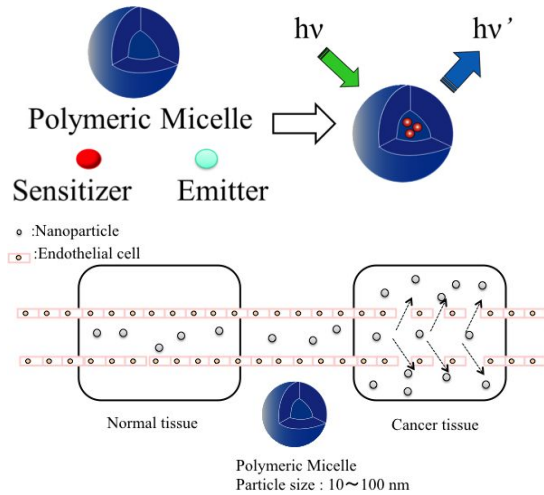 hν
hν’
Polymeric Micelle
Sensitizer
Emitter
:Nanoparticle
:Endothelial cell
Normal tissue
Cancer tissue
Polymeric Micelle
Particle size : 10〜100 nm